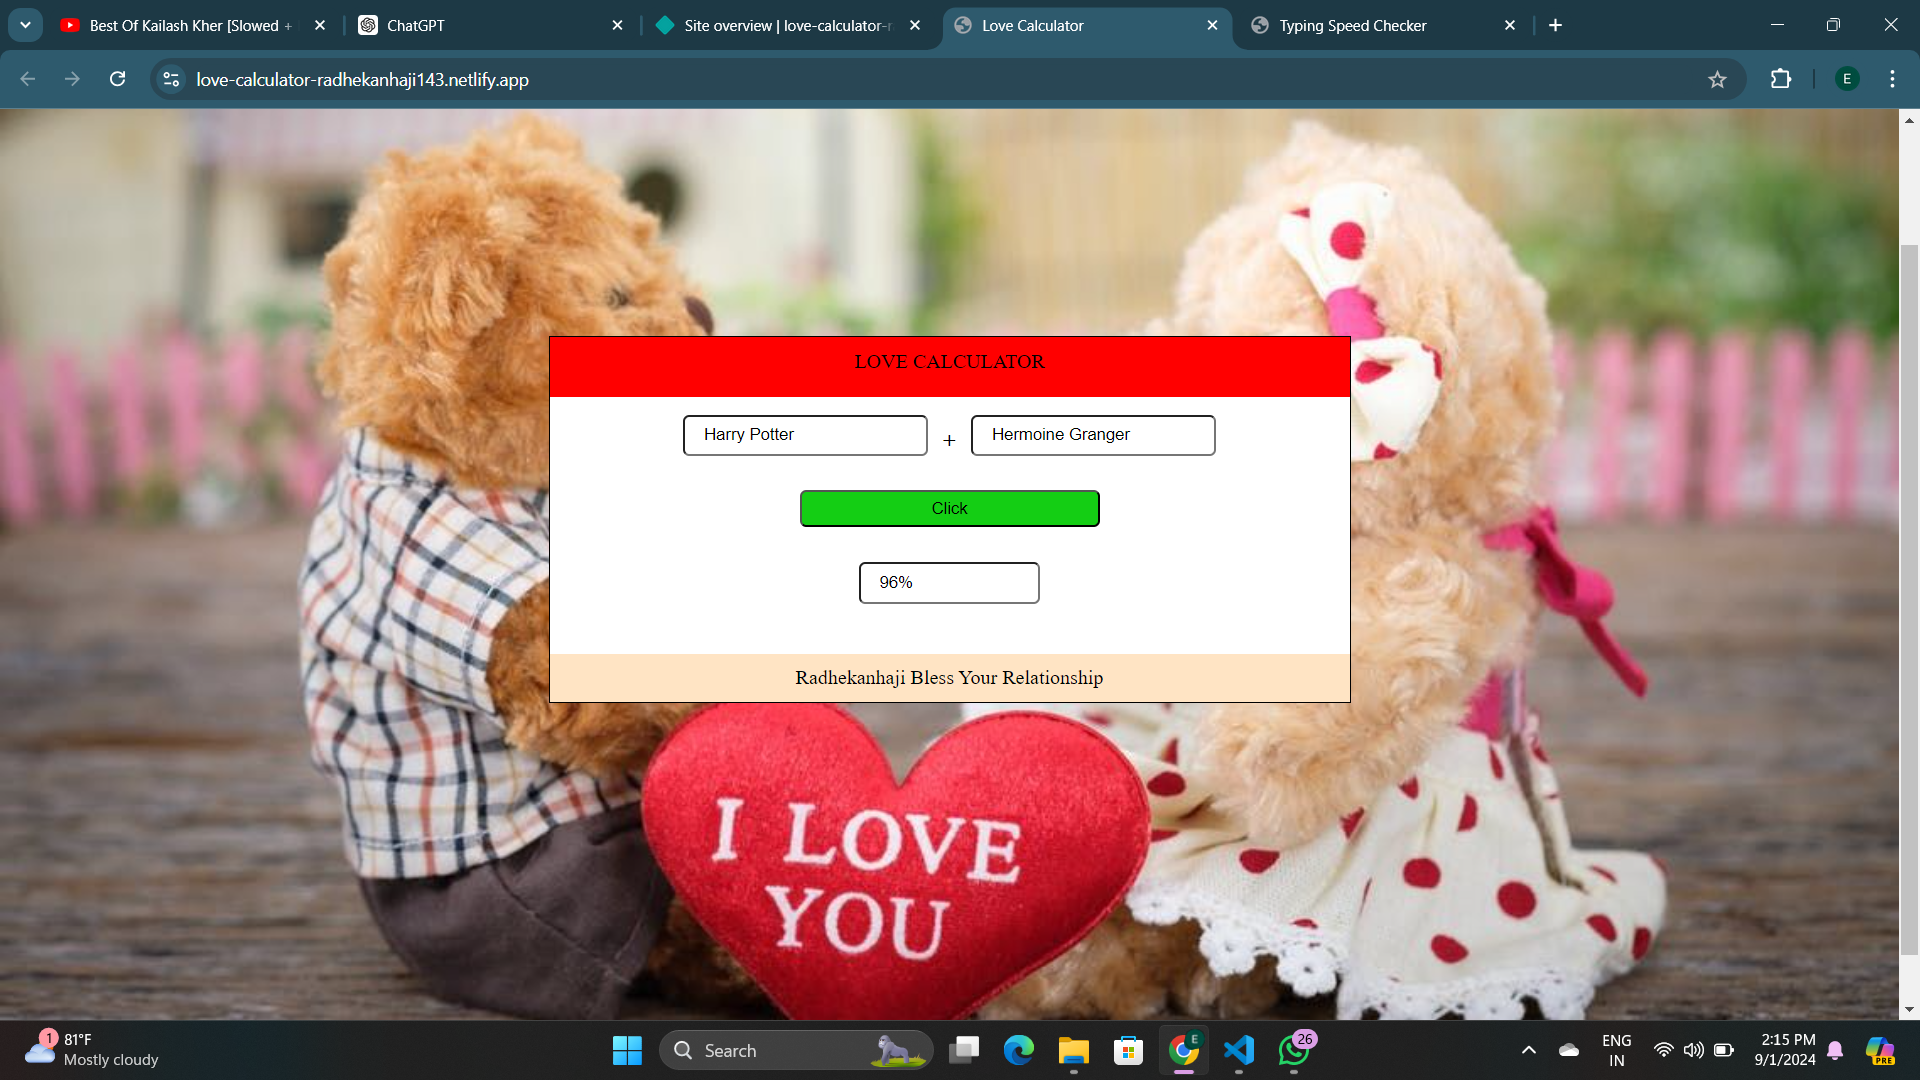 Best Of Kailash Kher [Slowed +
ChatGPT
Site overview | love-calculator-r
Love Calculator
Typing Speed Checker
love-calculator-radhekanhaji143.netlify.app
E
LOVE CALCULATOR
Harry Potter + Hermoine Granger
Click
96%
Radhekanhaji Bless Your Relationship
I LOVE
YOU
1
81°F
Mostly cloudy
Search
E
26
ENG
IN
2:15 PM
9/1/2024
PRE